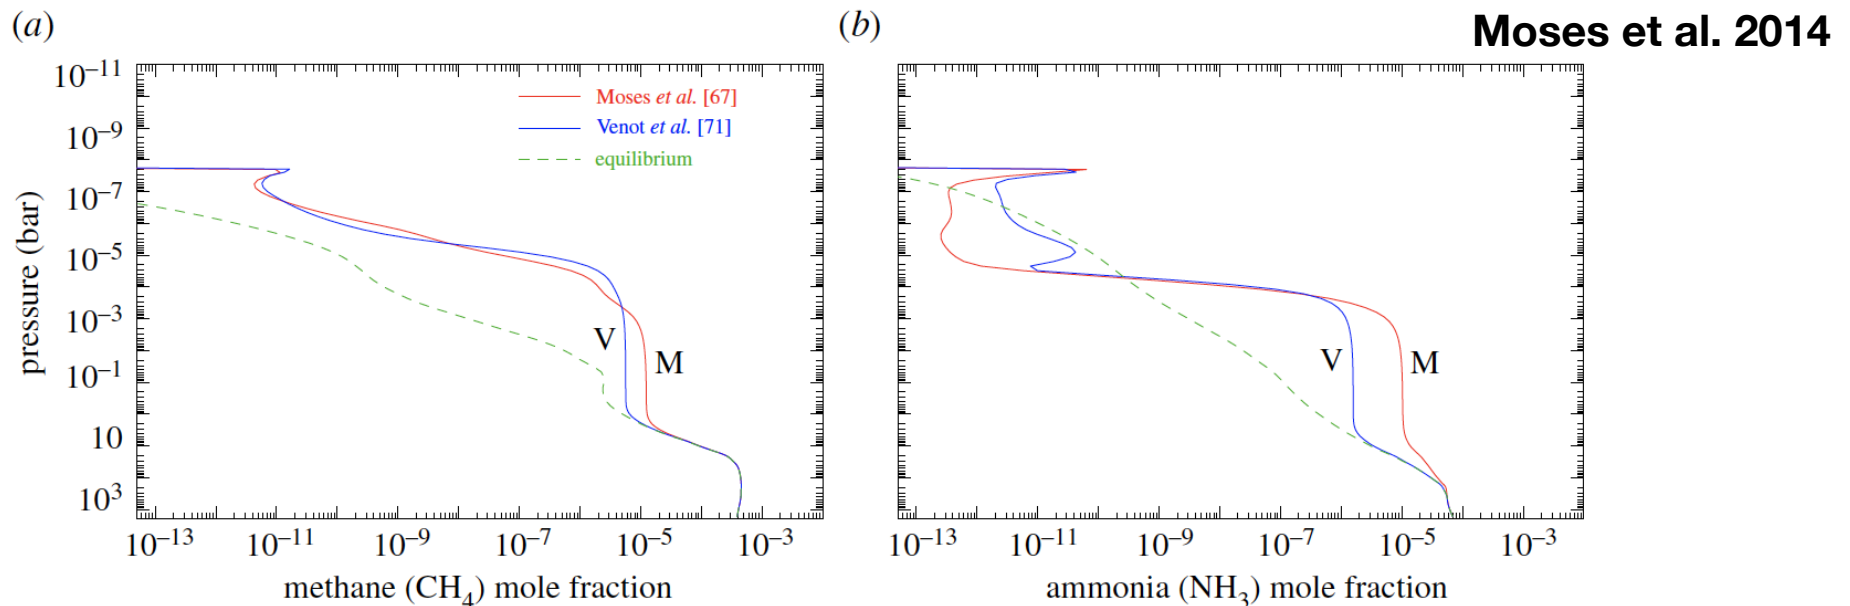 (a)
(b)
Moses et al. 2014
10⁻¹¹
10⁻⁹
10⁻⁷
10⁻⁵
10⁻³
10⁻¹
10
10³
pressure (bar)
Moses et al. [67]
Venot et al. [71]
equilibrium
V
M
V
M
10⁻¹³ 10⁻¹¹ 10⁻⁹ 10⁻⁷ 10⁻⁵ 10⁻³
methane (CH₄) mole fraction
10⁻¹³ 10⁻¹¹ 10⁻⁹ 10⁻⁷ 10⁻⁵ 10⁻³
ammonia (NH₃) mole fraction